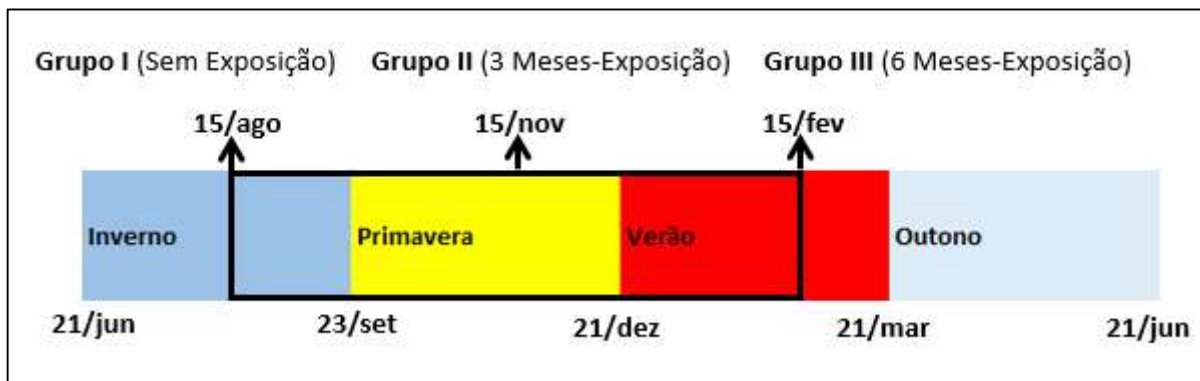 Grupo I (Sem Exposição) Grupo II (3 Meses-Exposição) Grupo III (6 Meses-Exposição)
15/ago 15/nov 15/fev
Inverno Primavera Verão Outono
21/jun 23/set 21/dez 21/mar 21/jun